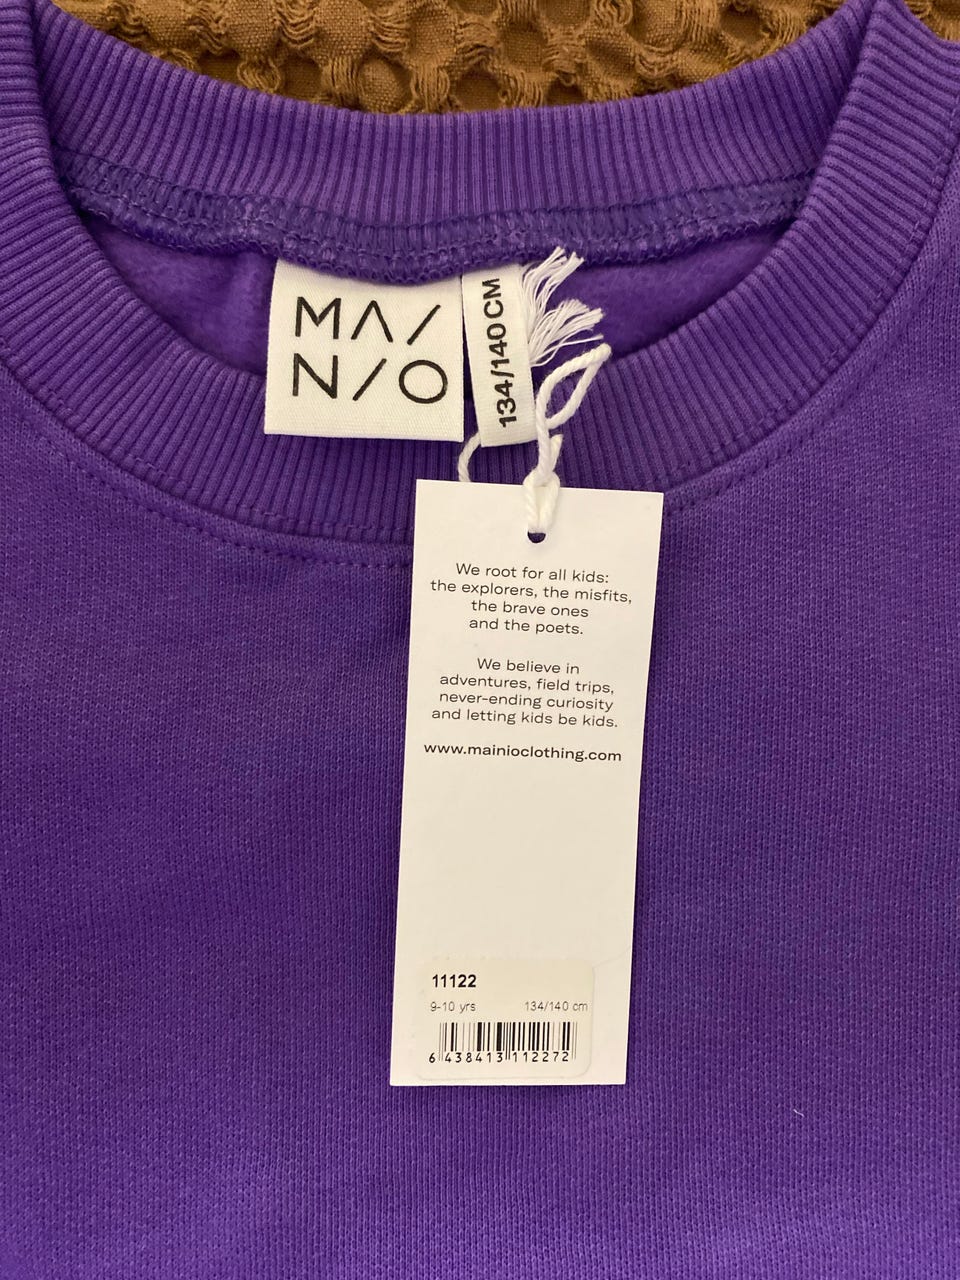 MA/
N/O
134/140 CM
We root for all kids:
the explorers, the misfits,
the brave ones
and the poets.
We believe in
adventures, field trips,
never-ending curiosity
and letting kids be kids.
www.mainioclothing.com
11122
9-10 yrs 134/140 cm
6 438413 112272